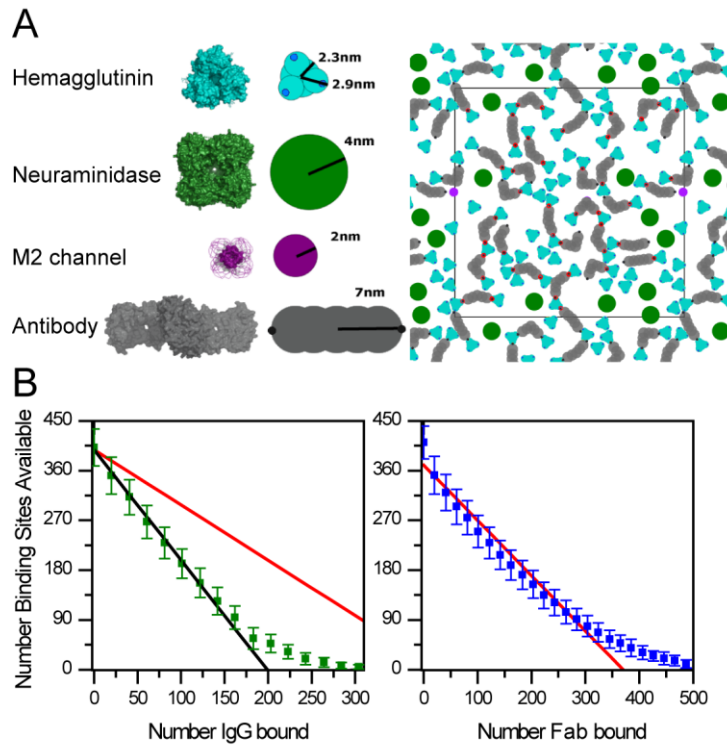 A
Hemagglutinin
2.3nm
2.9nm
Neuraminidase
4nm
M2 channel
2nm
Antibody
7nm
B
Number Binding Sites Available
450
360
270
180
90
0
0 50 100 150 200 250 300
Number IgG bound
450
360
270
180
90
0
0 100 200 300 400 500
Number Fab bound